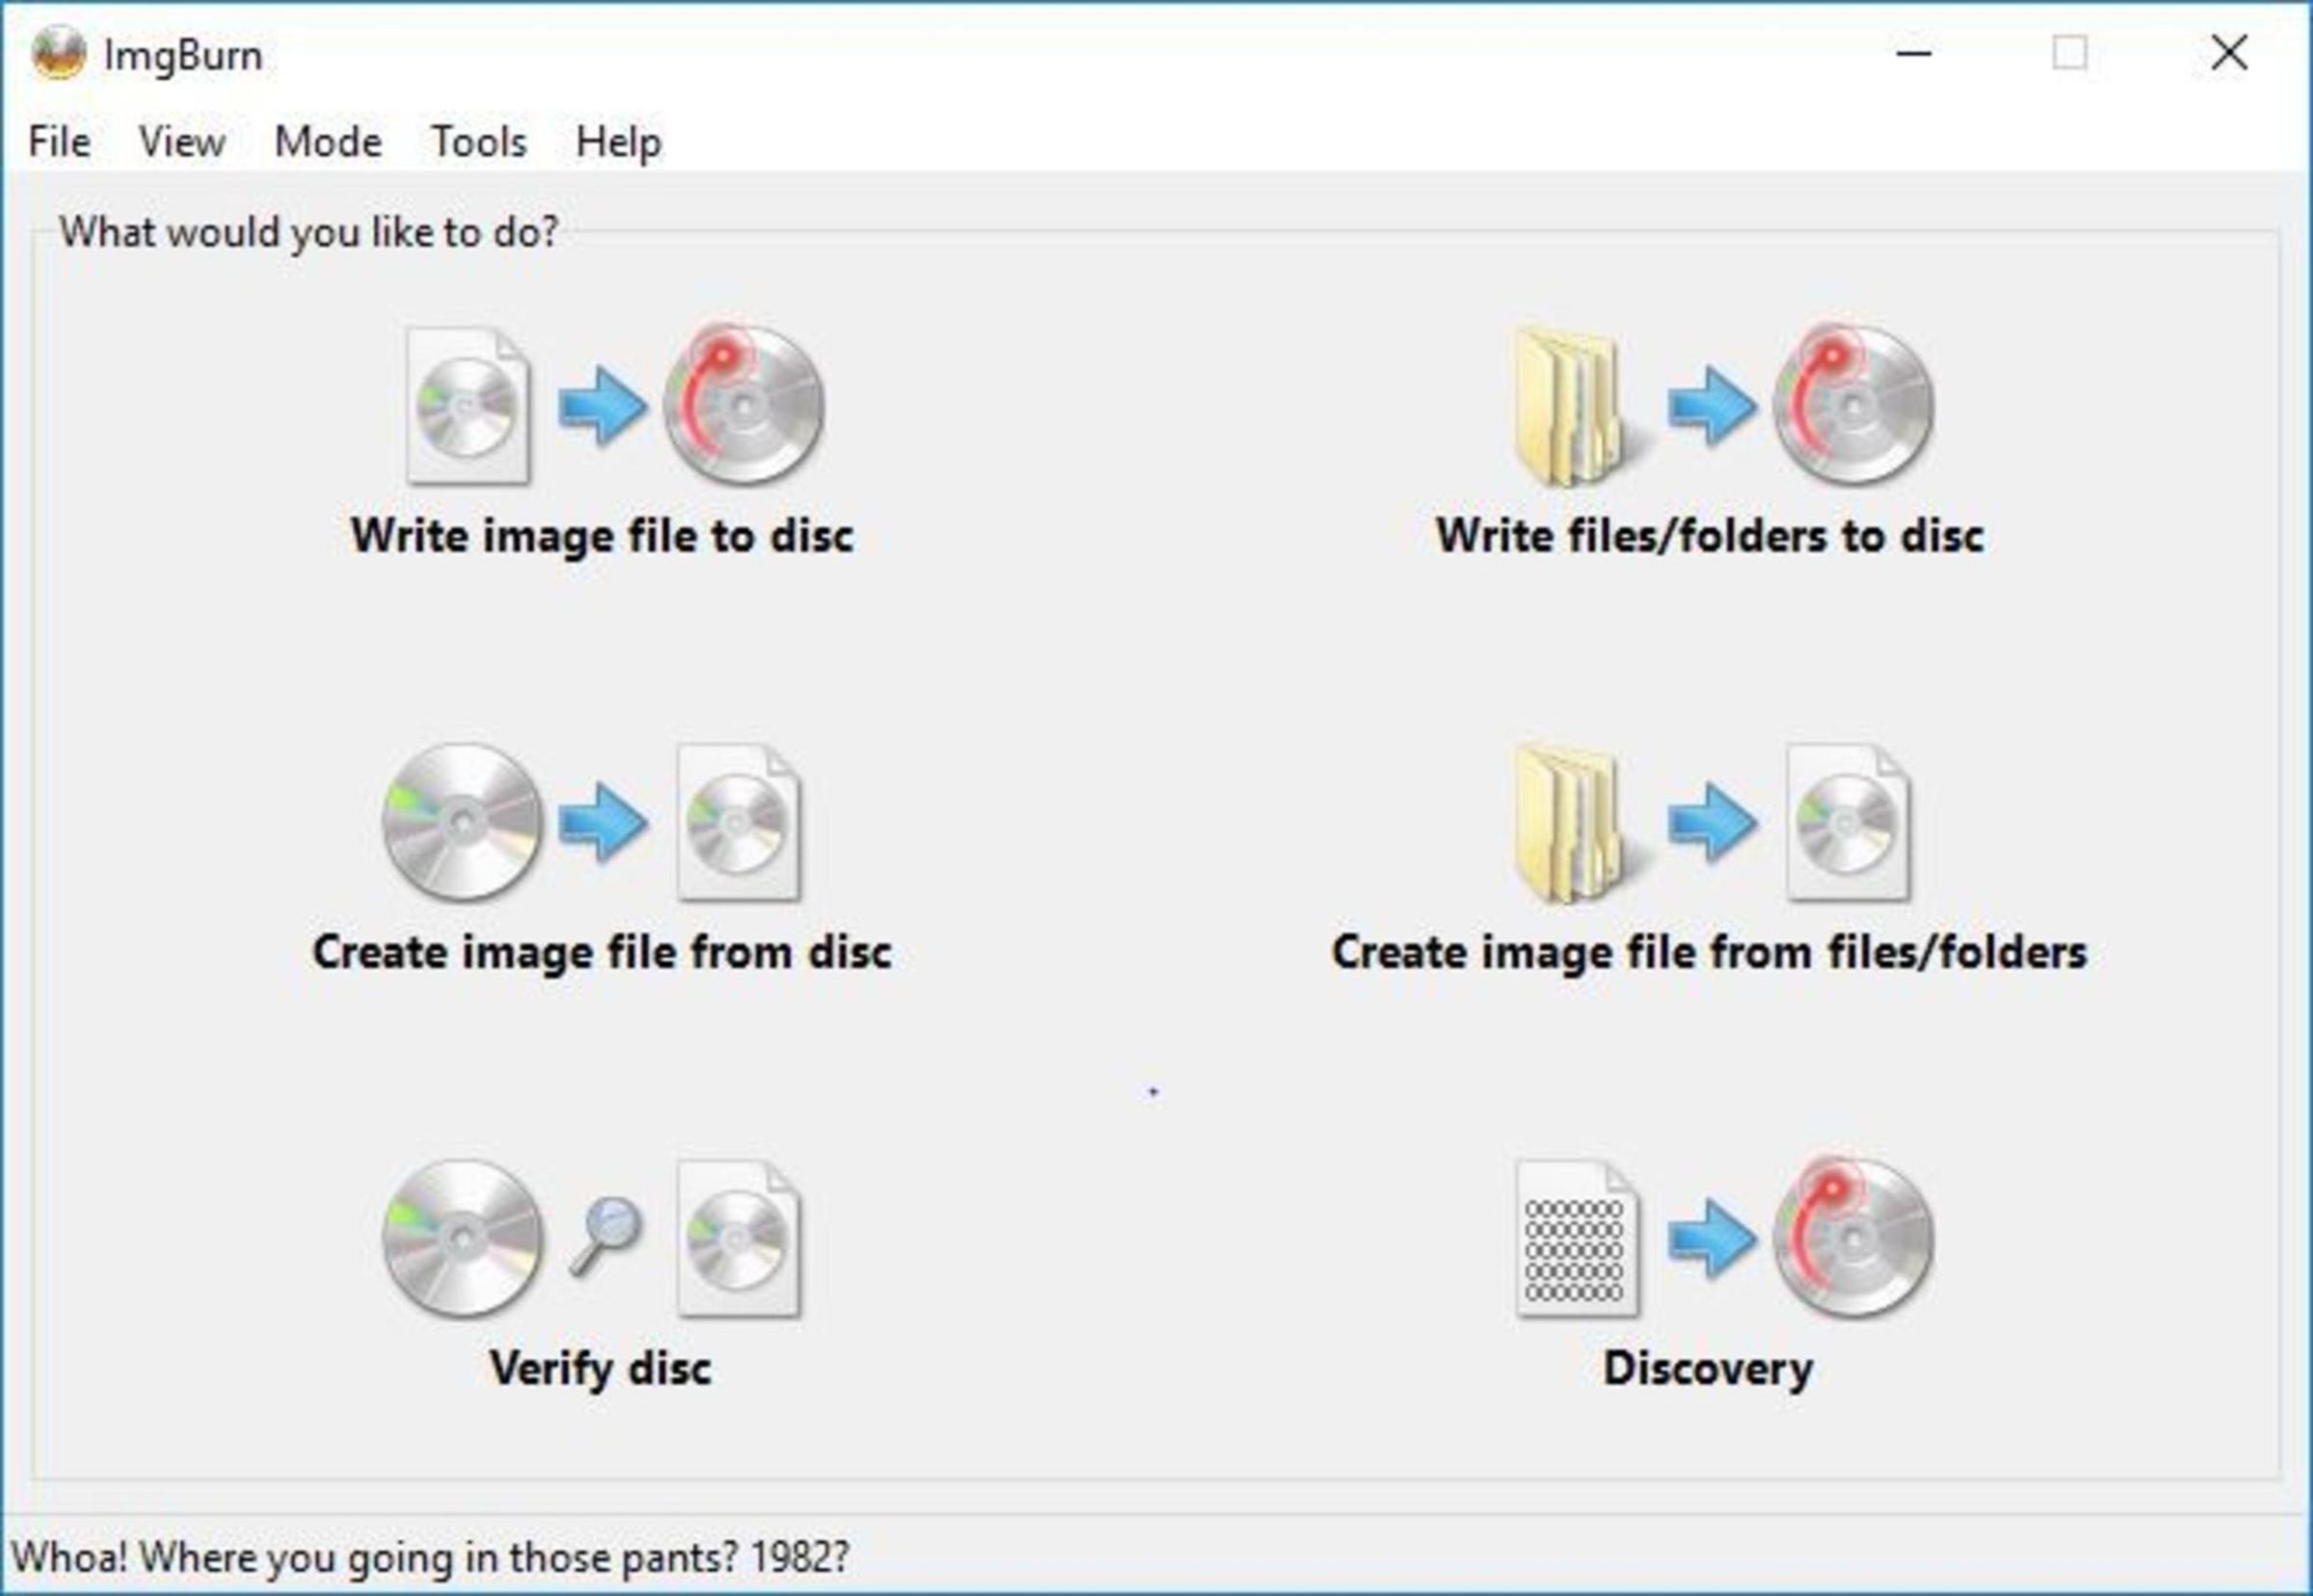 ImgBurn
File View Mode Tools Help
What would you like to do?
Write image file to disc
Write files/folders to disc
Create image file from disc
Create image file from files/folders
Verify disc
Discovery
Whoa! Where you going in those pants? 1982?